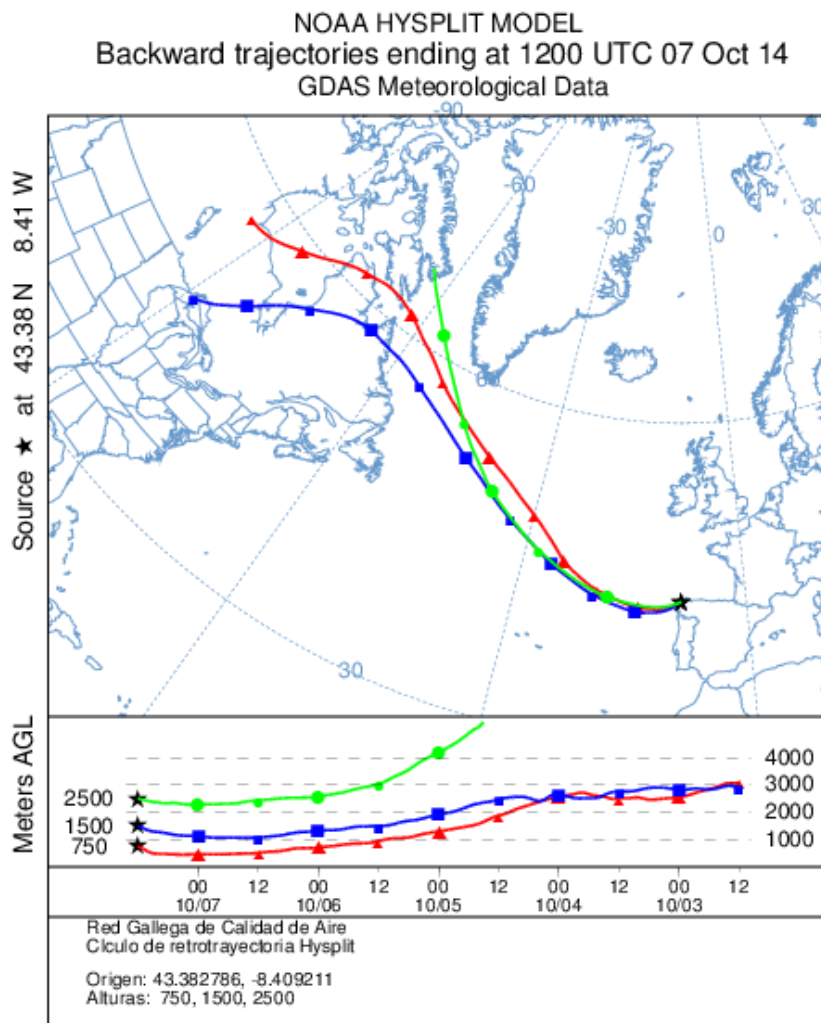 NOAA HYSPLIT MODEL
Backward trajectories ending at 1200 UTC 07 Oct 14
GDAS Meteorological Data
Source ★ at 43.38 N 8.41 W
-90
-60
-30
0
30
60
30
Meters AGL
2500
1500
750
4000
3000
2000
1000
00 12 00 12 00 12 00 12 00 12
10/07 10/06 10/05 10/04 10/03
Red Gallega de Calidad de Aire
Clculo de retrotrayectoria Hysplit
Origen: 43.382786, -8.409211
Alturas: 750, 1500, 2500